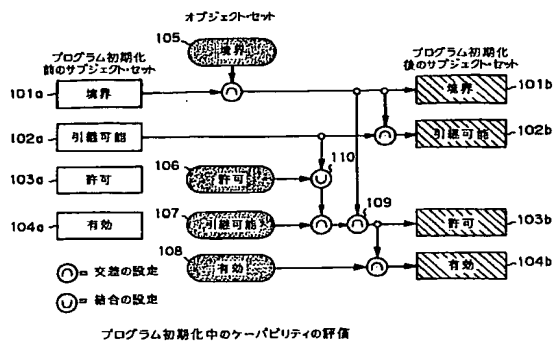 オブジェクト・セット
105
境界
プログラム初期化
前のサブジェクト・セット
プログラム初期化
後のサブジェクト・セット
101a
境界
境界
101b
102a
引継可能
引継可能
102b
106
許可
110
103a
許可
107
引継可能
109
許可
103b
104a
有効
108
有効
有効
104b
= 交差の設定
= 結合の設定
プログラム初期化中のケーパビリティの評価